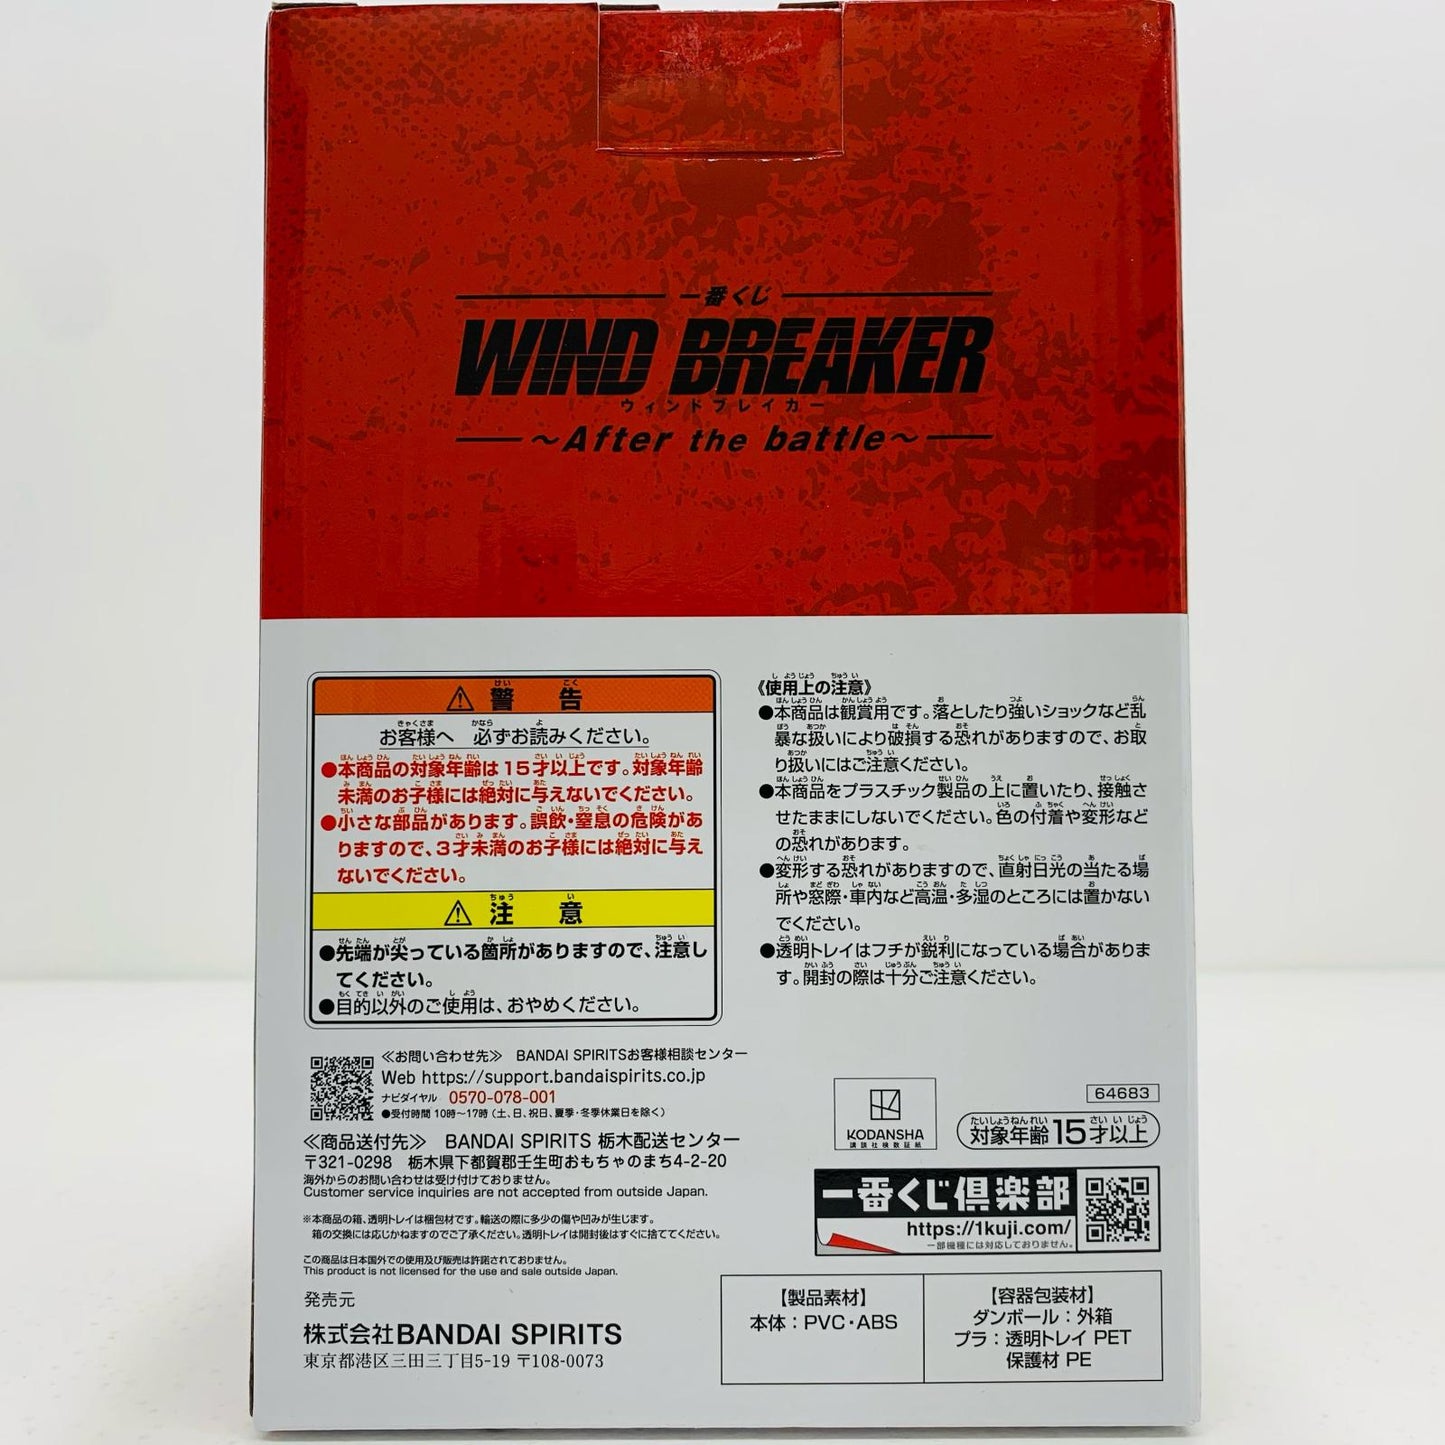 一番くじ
WIND BREAKER
ウィンドブレイカー
～After the battle～
⚠警告
お客様へ 必ずお読みください。
●本商品の対象年齢は15才以上です。対象年齢
未満のお子様には絶対に与えないでください。
●小さな部品があります。誤飲・窒息の危険があ
りますので、3才未満のお子様には絶対に与え
ないでください。
⚠注意
●先端が尖っている箇所がありますので、注意し
てください。
●目的以外のご使用は、おやめください。
《使用上の注意》
●本商品は観賞用です。落としたり強いショックなど乱
暴な扱いにより破損する恐れがありますので、お取
り扱いにはご注意ください。
●本商品をプラスチック製品の上に置いたり、接触さ
せたままにしないでください。色の付着や変形など
の恐れがあります。
●変形する恐れがありますので、直射日光の当たる場
所や窓際・車内など高温・多湿のところには置かない
でください。
●透明トレイはフチが鋭利になっている場合がありま
す。開封の際は十分ご注意ください。
≪お問い合わせ先≫ BANDAI SPIRITSお客様相談センター
Web https://support.bandaispirits.co.jp
ナビダイヤル 0570-078-001
●受付時間 10時～17時（土、日、祝日、夏季・冬季休業日を除く）
≪商品送付先≫ BANDAI SPIRITS 栃木配送センター
〒321-0298 栃木県下都賀郡壬生町おもちゃのまち4-2-20
海外からのお問い合わせは受け付けておりません。
Customer service inquiries are not accepted from outside Japan.
※本商品の箱、透明トレイは梱包材です。輸送の際に多少の傷や凹みが生じます。
箱の交換には応じかねますのでご了承ください。透明トレイは開封後はすぐに捨ててください。
この商品は日本国外での使用及び販売は許諾されておりません。
This product is not licensed for the use and sale outside Japan.
発売元
株式会社BANDAI SPIRITS
東京都港区三田三丁目5-19 〒108-0073
KODANSHA
講談社検数証紙
64683
対象年齢15才以上
一番くじ倶楽部
https://1kuji.com/
一部機種には対応しておりません。
【製品素材】
本体：PVC・ABS
【容器包装材】
ダンボール：外箱
プラ：透明トレイ PET
保護材 PE